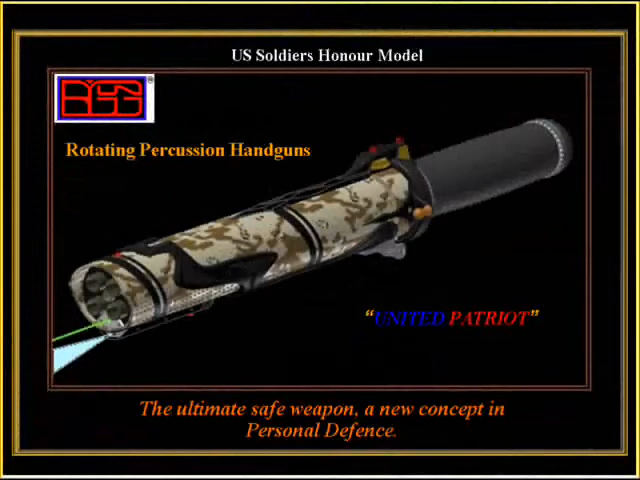 US Soldiers Honour Model
®
Rotating Percussion Handguns
“UNITED PATRIOT”
The ultimate safe weapon, a new concept in
Personal Defence.